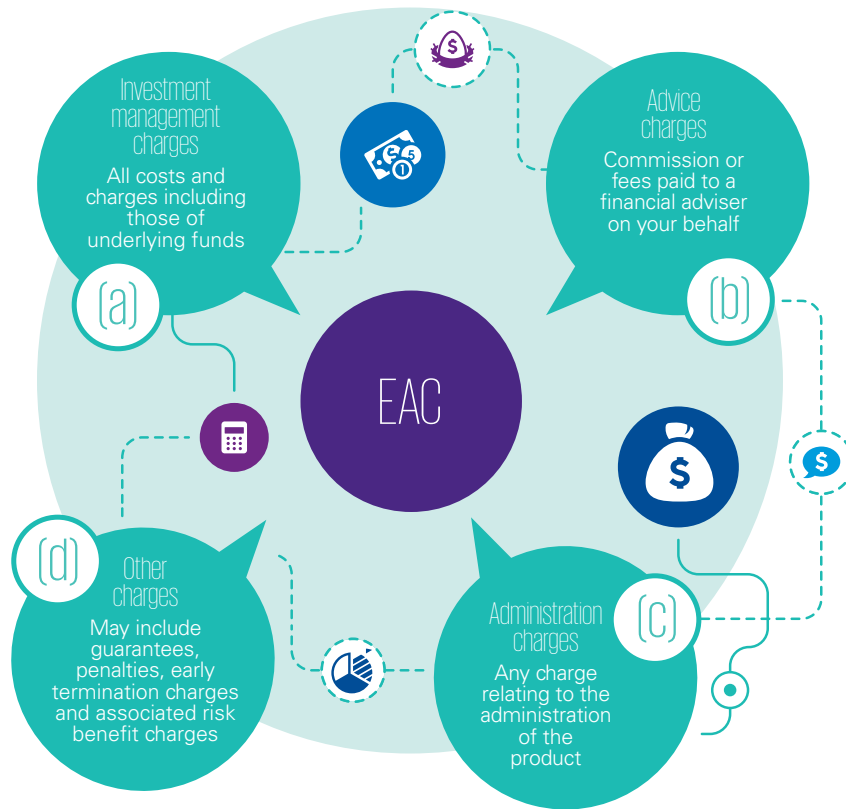 Investment
management
charges
All costs and
charges including
those of
underlying funds
(a)
$
$ 5
1
Advice
charges
Commission or
fees paid to a
financial adviser
on your behalf
(b)
EAC
$
$
(d)
Other
charges
May include
guarantees,
penalties, early
termination charges
and associated risk
benefit charges
Administration
charges
(c)
Any charge
relating to the
administration
of the
product